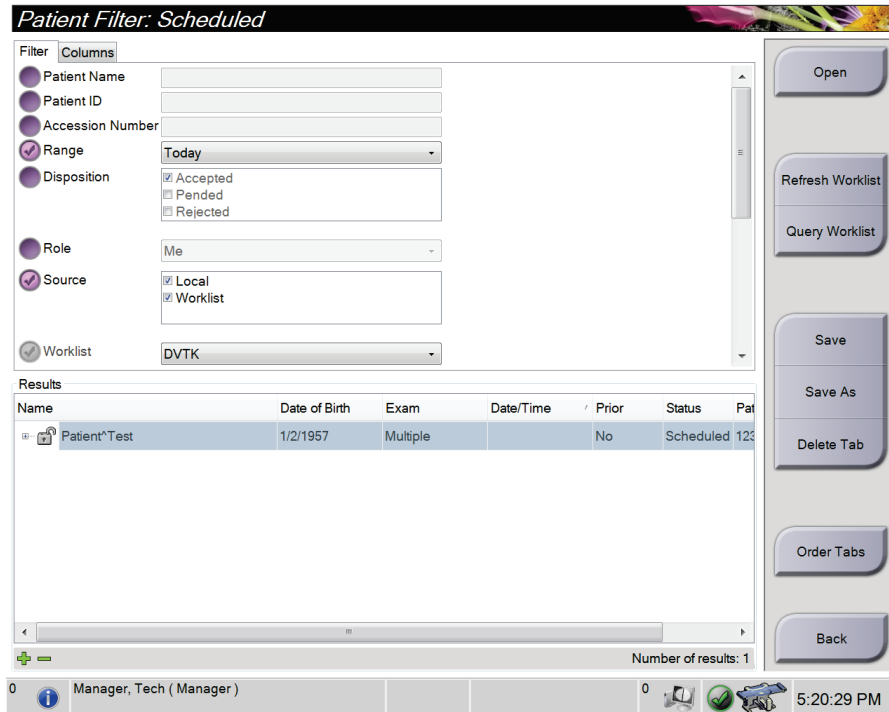 Patient Filter: Scheduled
Filter Columns
Patient Name
Patient ID
Accession Number
Range Today
Disposition Accepted
Pended
Rejected
Role Me
Source Local
Worklist
Worklist DVTK
Open
Refresh Worklist
Query Worklist
Save
Save As
Delete Tab
Order Tabs
Back
Results
Name Date of Birth Exam Date/Time Prior Status Pat
Patient^Test 1/2/1957 Multiple No Scheduled 123
Number of results: 1
0 Manager, Tech ( Manager ) 0 5:20:29 PM